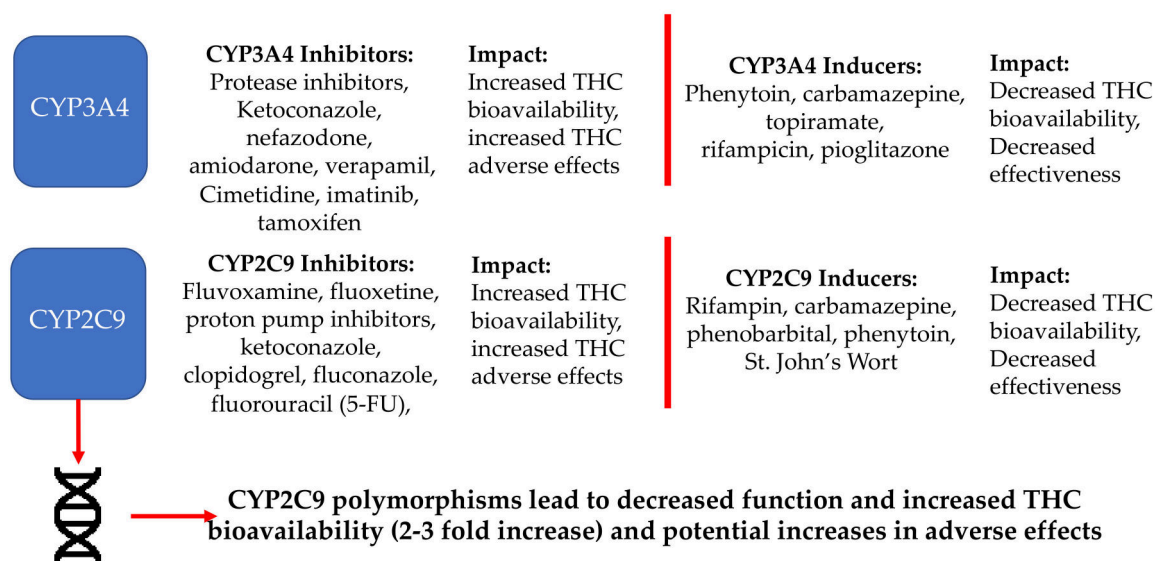 CYP3A4
CYP3A4 Inhibitors:
Protease inhibitors,
Ketoconazole,
nefazodone,
amiodarone, verapamil,
Cimetidine, imatinib,
tamoxifen
Impact:
Increased THC
bioavailability,
increased THC
adverse effects
CYP3A4 Inducers:
Phenytoin, carbamazepine,
topiramate,
rifampicin, pioglitazone
Impact:
Decreased THC
bioavailability,
Decreased
effectiveness
CYP2C9
CYP2C9 Inhibitors:
Fluvoxamine, fluoxetine,
proton pump inhibitors,
ketoconazole,
clopidogrel, fluconazole,
fluorouracil (5-FU),
Impact:
Increased THC
bioavailability,
increased THC
adverse effects
CYP2C9 Inducers:
Rifampin, carbamazepine,
phenobarbital, phenytoin,
St. John’s Wort
Impact:
Decreased THC
bioavailability,
Decreased
effectiveness
CYP2C9 polymorphisms lead to decreased function and increased THC
bioavailability (2-3 fold increase) and potential increases in adverse effects